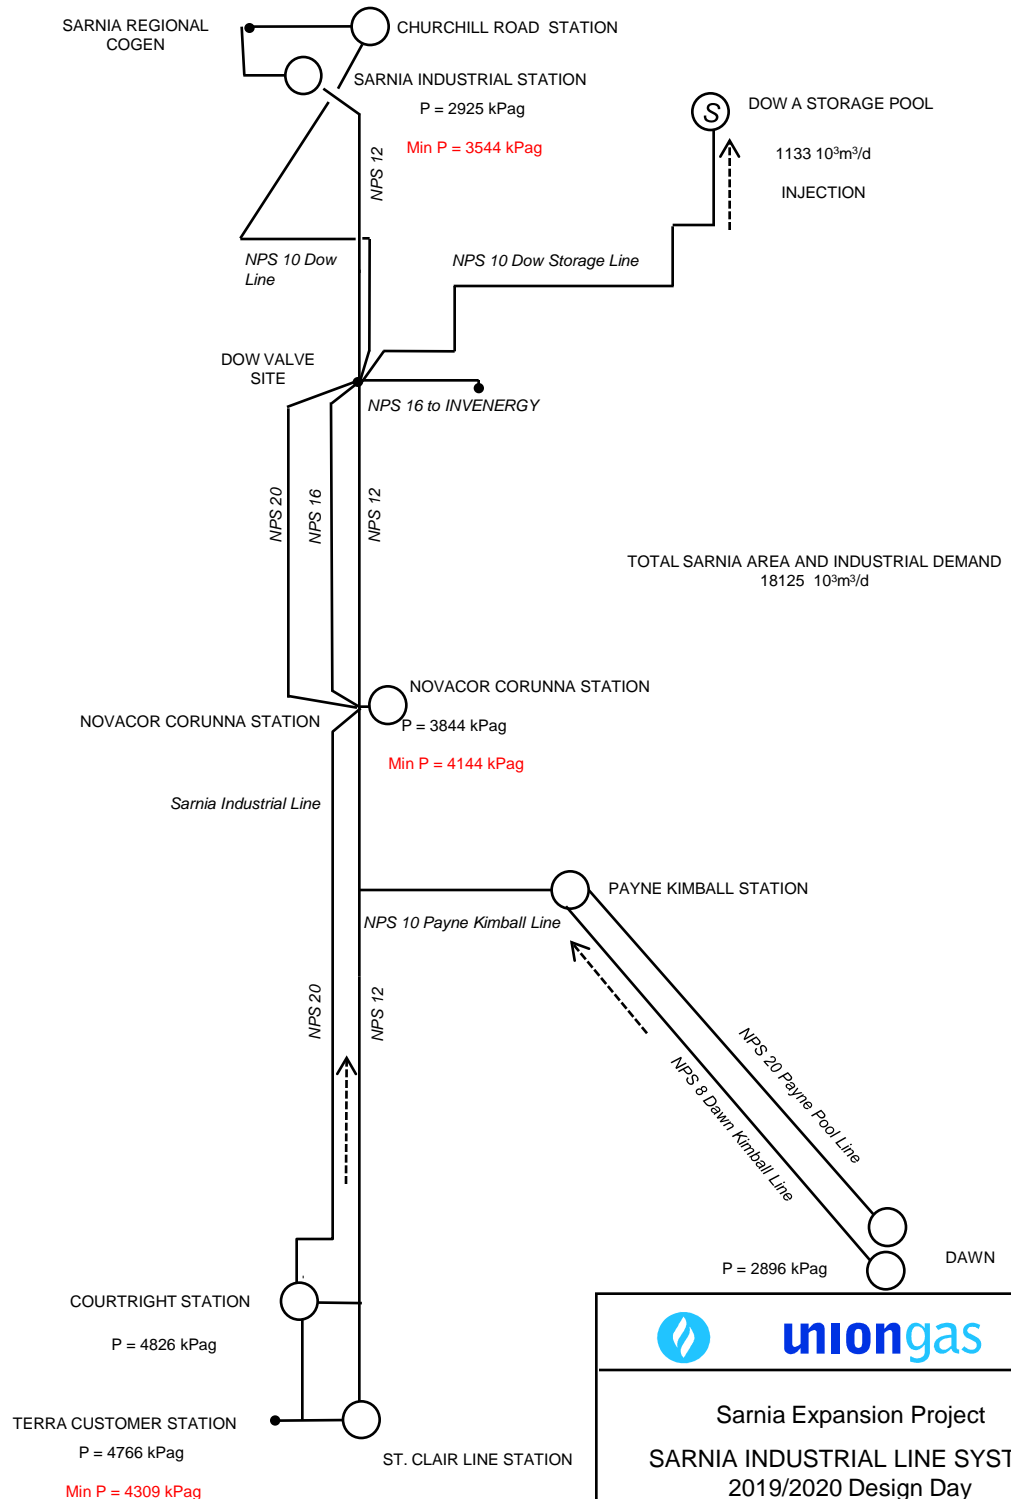 SARNIA REGIONAL
COGEN
CHURCHILL ROAD STATION
SARNIA INDUSTRIAL STATION
P = 2925 kPag
Min P = 3544 kPag
S
DOW A STORAGE POOL
1133 10³m³/d
INJECTION
NPS 12
NPS 10 Dow
Line
NPS 10 Dow Storage Line
DOW VALVE
SITE
NPS 16 to INVENERGY
NPS 20
NPS 16
NPS 12
TOTAL SARNIA AREA AND INDUSTRIAL DEMAND
18125 10³m³/d
NOVACOR CORUNNA STATION
NOVACOR CORUNNA STATION
P = 3844 kPag
Min P = 4144 kPag
Sarnia Industrial Line
PAYNE KIMBALL STATION
NPS 10 Payne Kimball Line
NPS 20
NPS 12
NPS 20 Payne Pool Line
NPS 8 Dawn Kimball Line
P = 2896 kPag
DAWN
COURTRIGHT STATION
P = 4826 kPag
TERRA CUSTOMER STATION
P = 4766 kPag
Min P = 4309 kPag
ST. CLAIR LINE STATION
uniongas
Sarnia Expansion Project
SARNIA INDUSTRIAL LINE SYST
2019/2020 Design Day